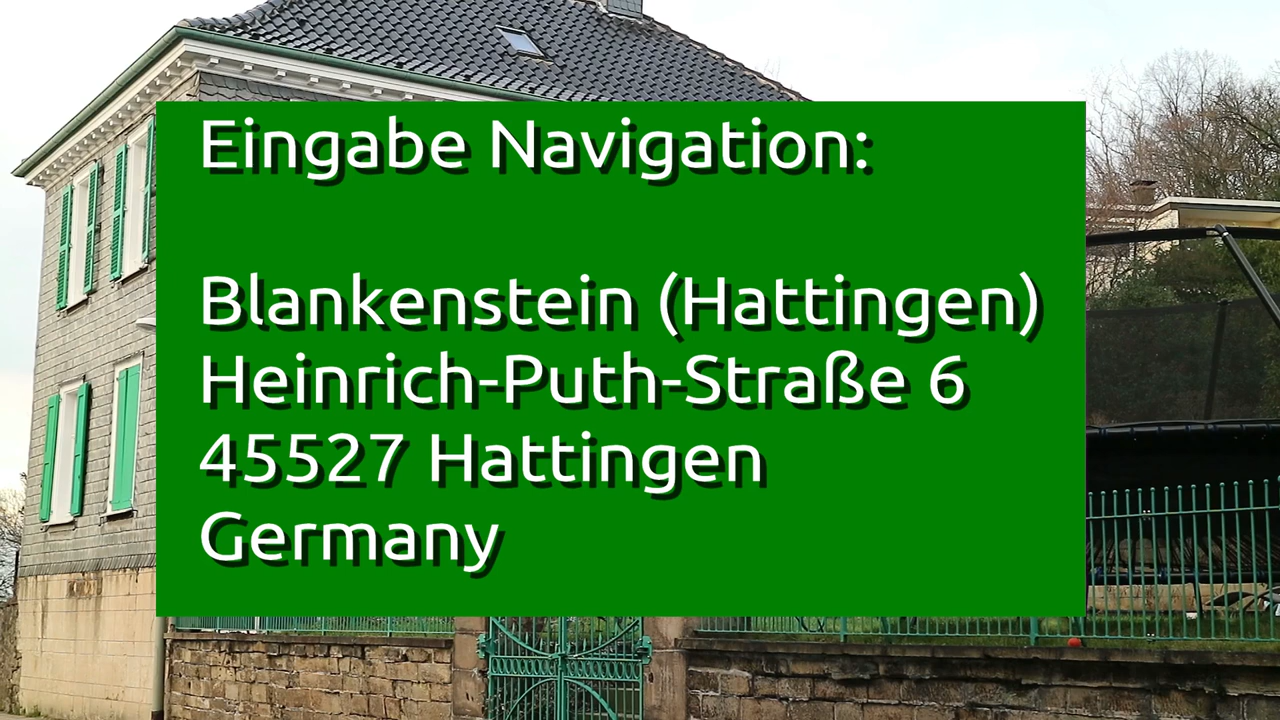 Eingabe Navigation:
Blankenstein (Hattingen)
Heinrich-Puth-Straße 6
45527 Hattingen
Germany